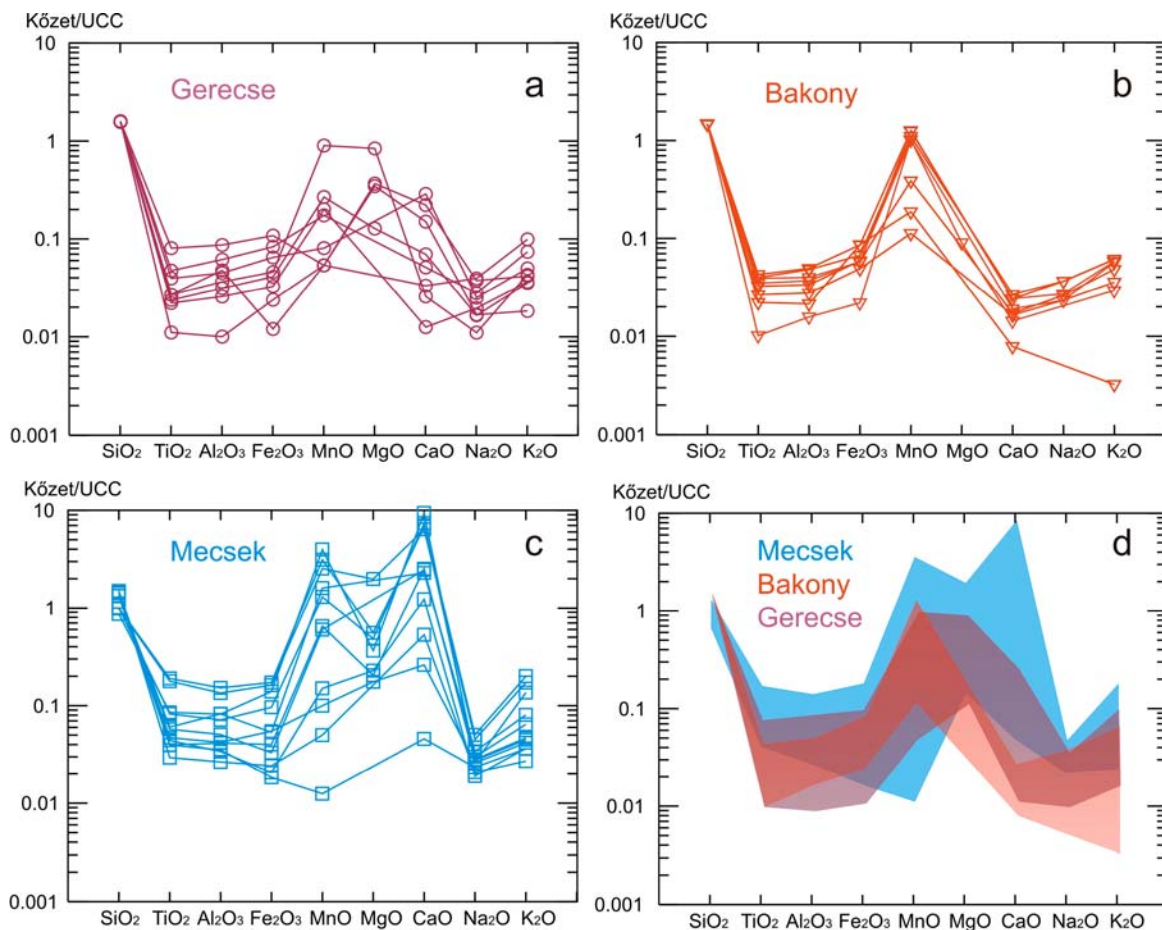 Kőzet/UCC
10
1
0.1
0.01
0.001
Gerecse
a
SiO₂ TiO₂ Al₂O₃ Fe₂O₃ MnO MgO CaO Na₂O K₂O
Kőzet/UCC
10
1
0.1
0.01
0.001
Bakony
b
SiO₂ TiO₂ Al₂O₃ Fe₂O₃ MnO MgO CaO Na₂O K₂O
Kőzet/UCC
10
1
0.1
0.01
0.001
Mecsek
c
SiO₂ TiO₂ Al₂O₃ Fe₂O₃ MnO MgO CaO Na₂O K₂O
Kőzet/UCC
10
1
0.1
0.01
0.001
Mecsek
Bakony
Gerecse
d
SiO₂ TiO₂ Al₂O₃ Fe₂O₃ MnO MgO CaO Na₂O K₂O